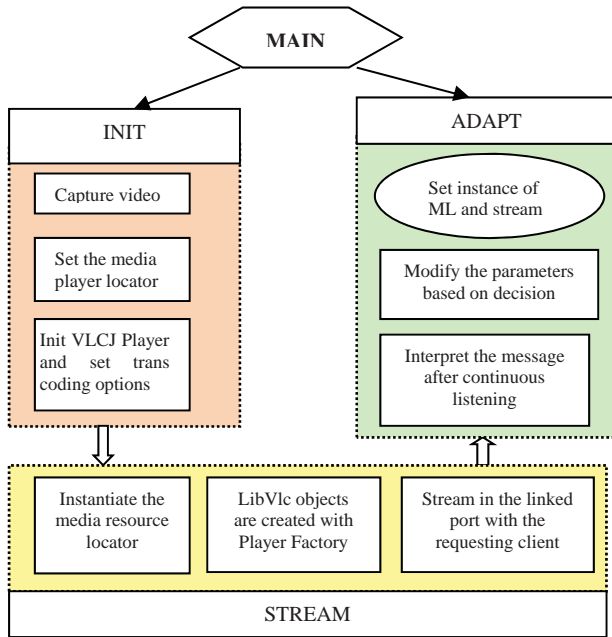 MAIN
INIT
Capture video
Set the media
player locator
Init VLCJ Player
and set trans
coding options
ADAPT
Set instance of
ML and stream
Modify the parameters
based on decision
Interpret the message
after continuous
listening
Instantiate the
media resource
locator
LibVlc objects
are created with
Player Factory
Stream in the linked
port with the
requesting client
STREAM